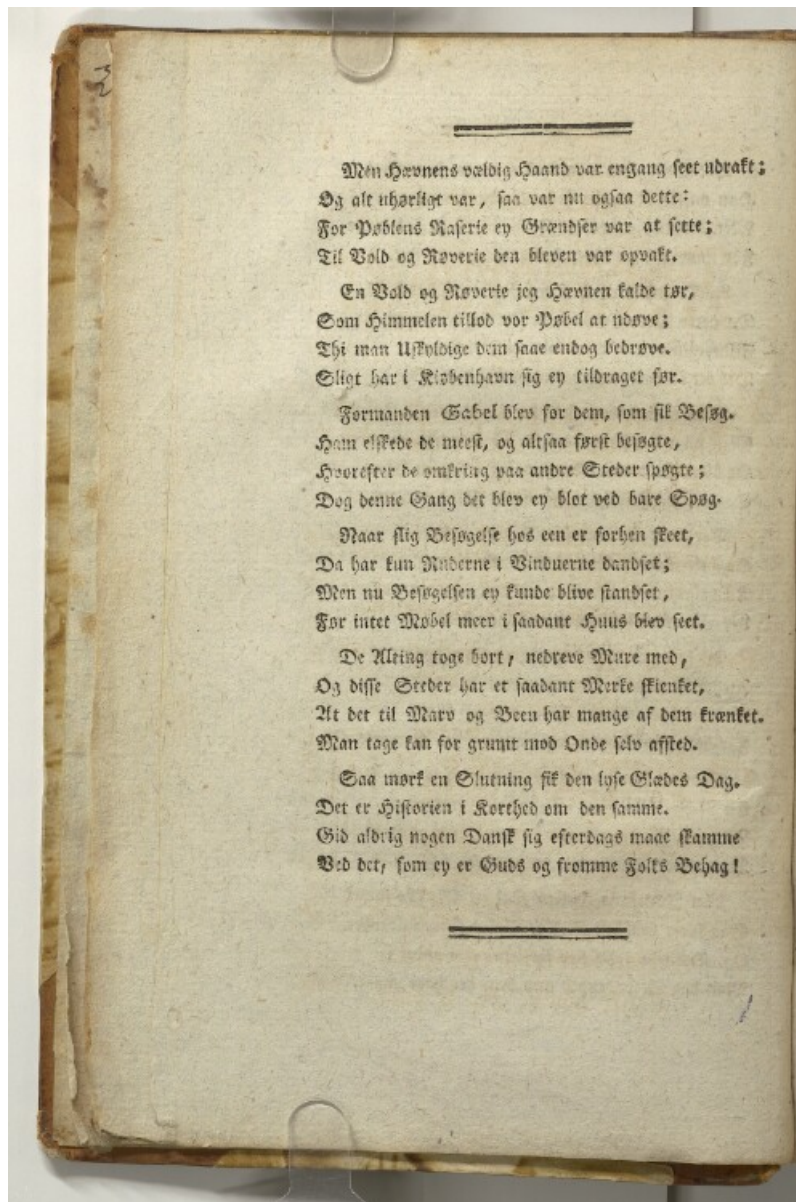 Men Hævnens vældig Haand var engang seet udrakt;
Og alt uhørligt var, saa var nu ogsaa dette:
For Pøblens Raserie ey Grændser var at sette;
Til Vold og Røverie den bleven var opvakt.
En Vold og Røverie jeg Hævnen kalde tør,
Som Himmelen tillod vor Pøbel at udøve;
Thi man Uskyldige dem saae endog bedrøve.
Sligt har i Kiøbenhavn sig ey tildraget før.
Formanden Gabel blev for dem, som fik Besøg.
Ham elskede de meest, og altsaa først besøgte,
Hvorefter de omkring paa andre Steder spøgte;
Dog denne Gang det blev ey blot ved bare Spøg.
Naar slig Besøgelse hos een er forhen skeet,
Da har kun Ruderne i Vinduerne dandset;
Men nu Besøgelsen ey kunde blive standset,
Før intet Møbel meer i saadant Huus blev seet.
De Alting toge bort, nedreve Mure med,
Og disse Steder har et saadant Merke skienket,
At det til Marv og Been har mange af dem krænket.
Man tage kan for grumt mod Onde selv afsted.
Saa mørk en Slutning fik den lyse Glædes Dag.
Det er Historien i Korthed om den samme.
Gid aldrig nogen Dansk sig efterdags maae skamme
Ved det, som ey er Guds og fromme Folks Behag!